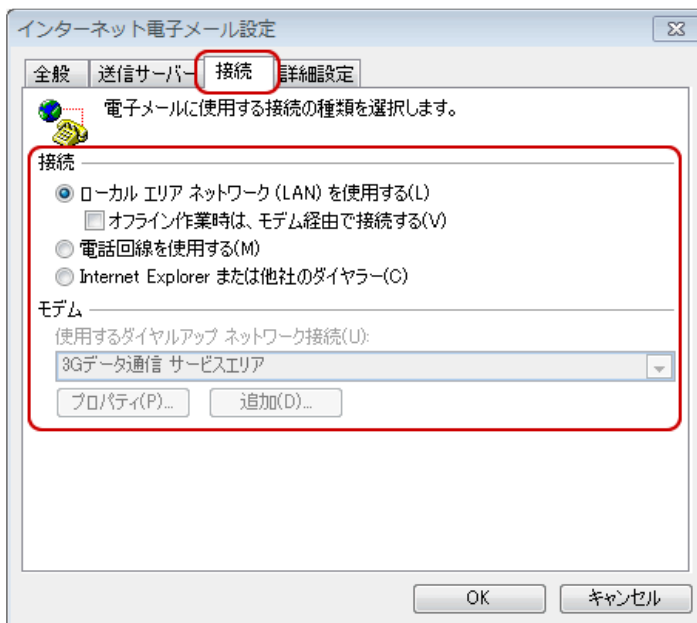 インターネット電子メール設定
全般 送信サーバー 接続 詳細設定
電子メールに使用する接続の種類を選択します。
接続
ローカル エリア ネットワーク (LAN) を使用する(L)
オフライン作業時は、モデム経由で接続する(V)
電話回線を使用する(M)
Internet Explorer または他社のダイヤラー(C)
モデム
使用するダイヤルアップ ネットワーク接続(U):
3Gデータ通信 サービスエリア
プロパティ(P)... 追加(D)...
OK キャンセル